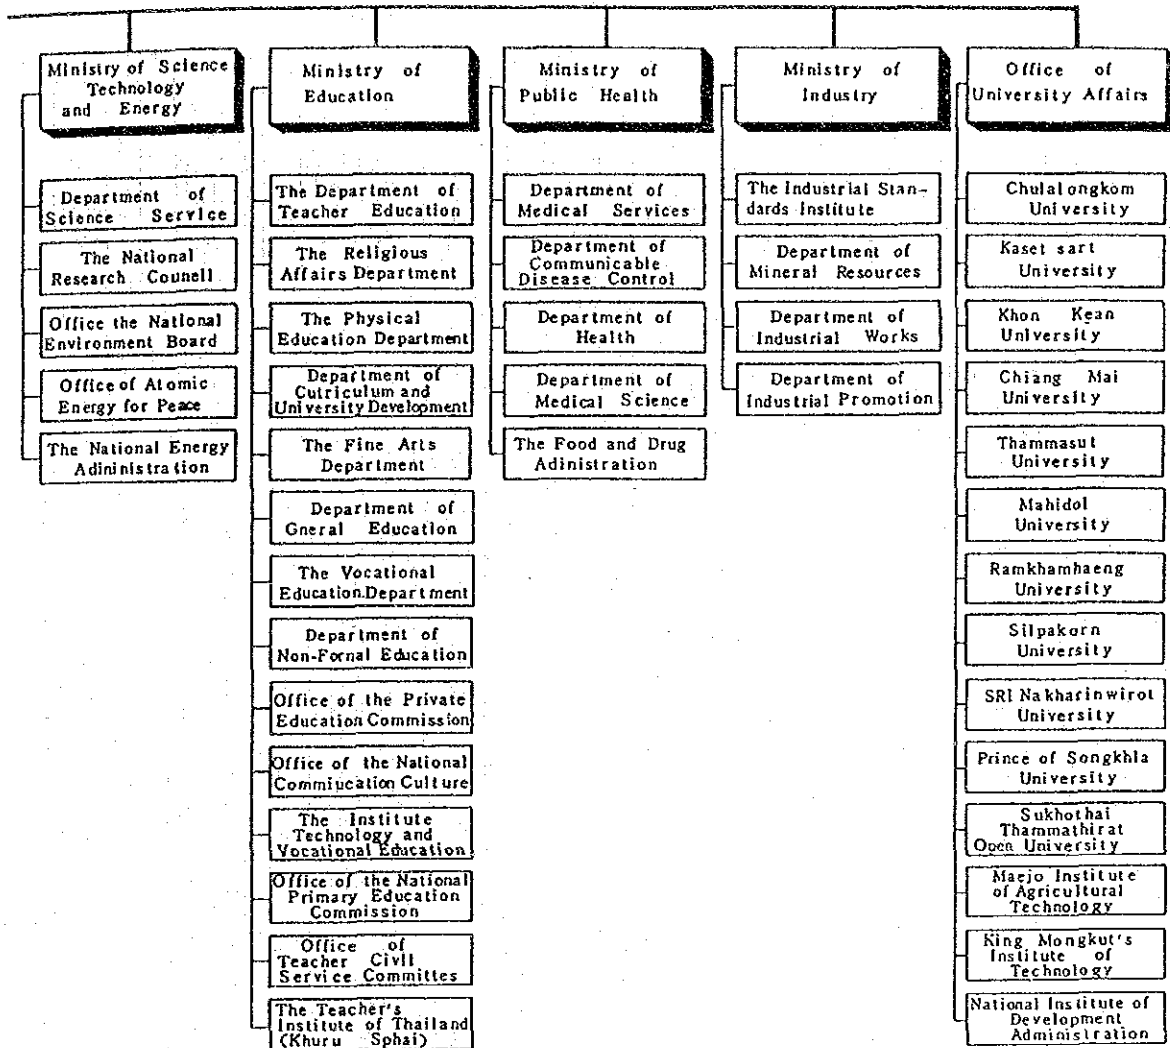 Ministry of Science
Technology
and Energy
Department of
Science Service
The National
Research Counell
Office the National
Environment Board
Office of Atomic
Energy for Peace
The National Energy
Adininistration
Ministry of
Education
The Department of
Teacher Education
The Religious
Affairs Department
The Physical
Education Department
Department of
Cutriculum and
University Development
The Fine Arts
Department
Department of
Gneral Education
The Vocational
Education Department
Department of
Non-Fornal Education
Office of the Private
Education Commission
Office of the National
Commiucation Culture
The Institute
Technology and
Vocational Education
Office of the National
Primary Education
Commission
Office of
Teacher Civil
Service Committes
The Teacher's
Institute of Thailand
(Khuru Sphai)
Ministry of
Public Health
Department of
Medical Services
Department of
Communicable
Disease Control
Department of
Health
Department of
Medical Science
The Food and Drug
Adinistration
Ministry of
Industry
The Industrial Stan-
dards Institute
Department of
Mineral Resources
Department of
Industrial Works
Department of
Industrial Promotion
Office of
University Affairs
Chulalongkom
University
Kaset sart
University
Khon Kean
University
Chiang Mai
University
Thammasut
University
Mahidol
University
Ramkhamhaeng
University
Silpakorn
University
SRI Nakharinwirot
University
Prince of Songkhla
University
Sukhothai
Thammathirat
Open University
Maejo Institute
of Agricultural
Technology
King Mongkut's
Institute of
Technology
National Institute of
Development
Administration